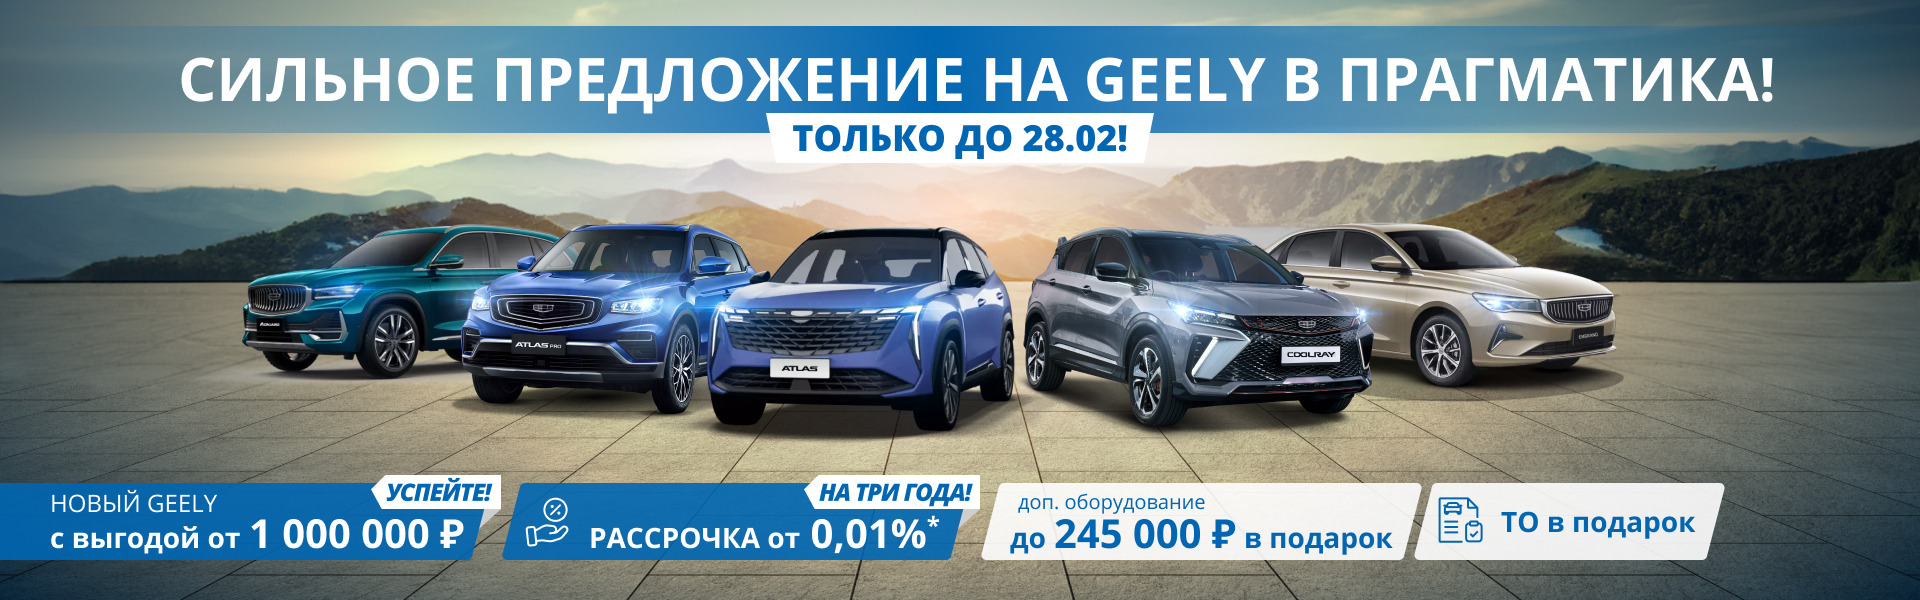 СИЛЬНОЕ ПРЕДЛОЖЕНИЕ НА GEELY В ПРАГМАТИКА!
ТОЛЬКО ДО 28.02!
ATLAS PRO
ATLAS
COOLRAY
EMGRAND
УСПЕЙТЕ!
НОВЫЙ GEELY
с выгодой от 1 000 000 ₽
НА ТРИ ГОДА!
РАССРОЧКА от 0,01%*
доп. оборудование
до 245 000 ₽ в подарок
ТО в подарок